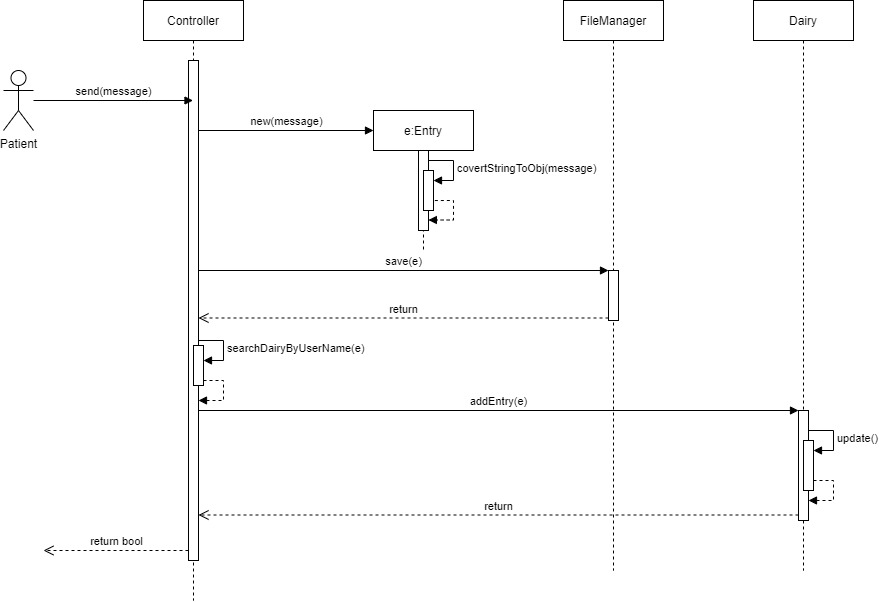 Controller
FileManager
Dairy
Patient
send(message)
new(message)
e:Entry
covertStringToObj(message)
save(e)
return
searchDairyByUserName(e)
addEntry(e)
update()
return
return bool